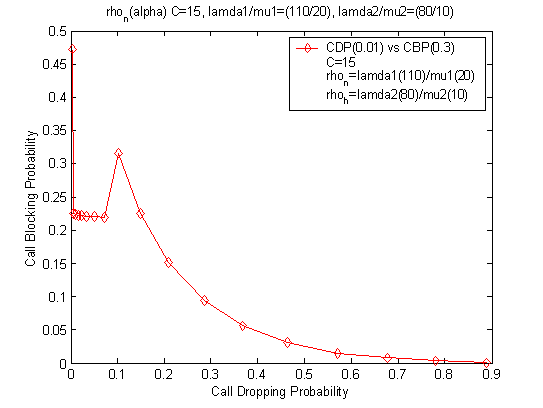 rho_n(alpha) C=15, lamda1/mu1=(110/20), lamda2/mu2=(80/10)
CDP(0.01) vs CBP(0.3)
C=15
rho_n=lamda1(110)/mu1(20)
rho_h=lamda2(80)/mu2(10)
0.5
0.45
0.4
0.35
0.3
0.25
0.2
0.15
0.1
0.05
0
Call Blocking Probability
0 0.1 0.2 0.3 0.4 0.5 0.6 0.7 0.8 0.9
Call Dropping Probability